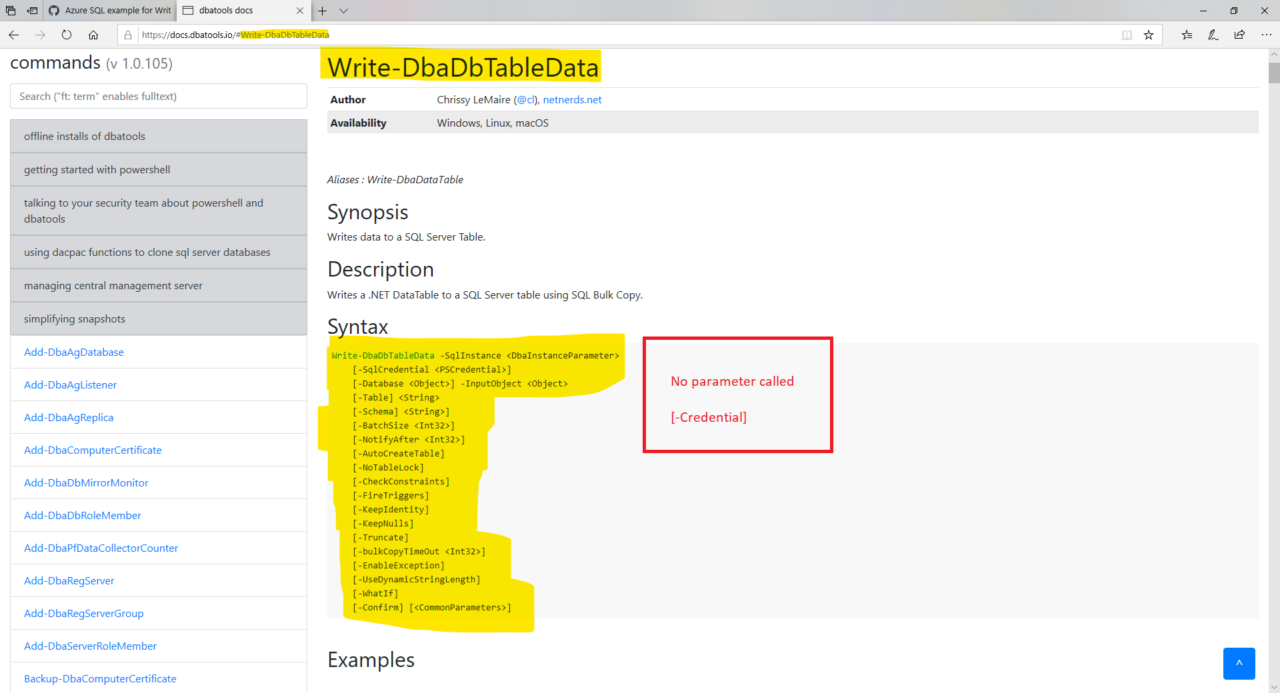 Azure SQL example for Writ
dbatools docs
https://docs.dbatools.io/#Write-DbaDbTableData
commands (v 1.0.105)
Search ("ft: term" enables fulltext)
offline installs of dbatools
getting started with powershell
talking to your security team about powershell and
dbatools
using dacpac functions to clone sql server databases
managing central management server
simplifying snapshots
Add-DbaAgDatabase
Add-DbaAgListener
Add-DbaAgReplica
Add-DbaComputerCertificate
Add-DbaDbMirrorMonitor
Add-DbaDbRoleMember
Add-DbaPfDataCollectorCounter
Add-DbaRegServer
Add-DbaRegServerGroup
Add-DbaServerRoleMember
Backup-DbaComputerCertificate
Write-DbaDbTableData
Author Chrissy LeMaire (@cl), netnerds.net
Availability Windows, Linux, macOS
Aliases : Write-DbaDataTable
Synopsis
Writes data to a SQL Server Table.
Description
Writes a .NET DataTable to a SQL Server table using SQL Bulk Copy.
Syntax
Write-DbaDbTableData -SqlInstance <DbaInstanceParameter>
[-SqlCredential <PSCredential>]
[-Database <Object>] -InputObject <Object>
[-Table] <String>
[-Schema] <String>]
[-BatchSize <Int32>]
[-NotifyAfter <Int32>]
[-AutoCreateTable]
[-NoTableLock]
[-CheckConstraints]
[-FireTriggers]
[-KeepIdentity]
[-KeepNulls]
[-Truncate]
[-bulkCopyTimeOut <Int32>]
[-EnableException]
[-UseDynamicStringLength]
[-WhatIf]
[-Confirm] [<CommonParameters>]
No parameter called
[-Credential]
Examples